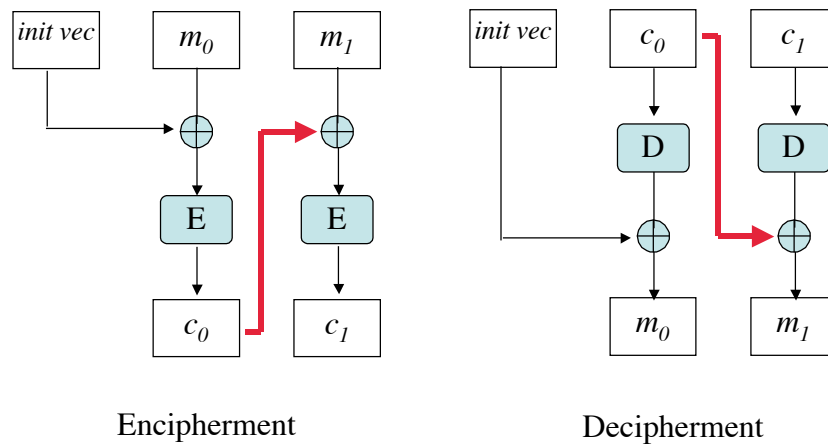 init vec m₀ m₁ init vec c₀ c₁
D D
E E
c₀ c₁ m₀ m₁
Encipherment Decipherment